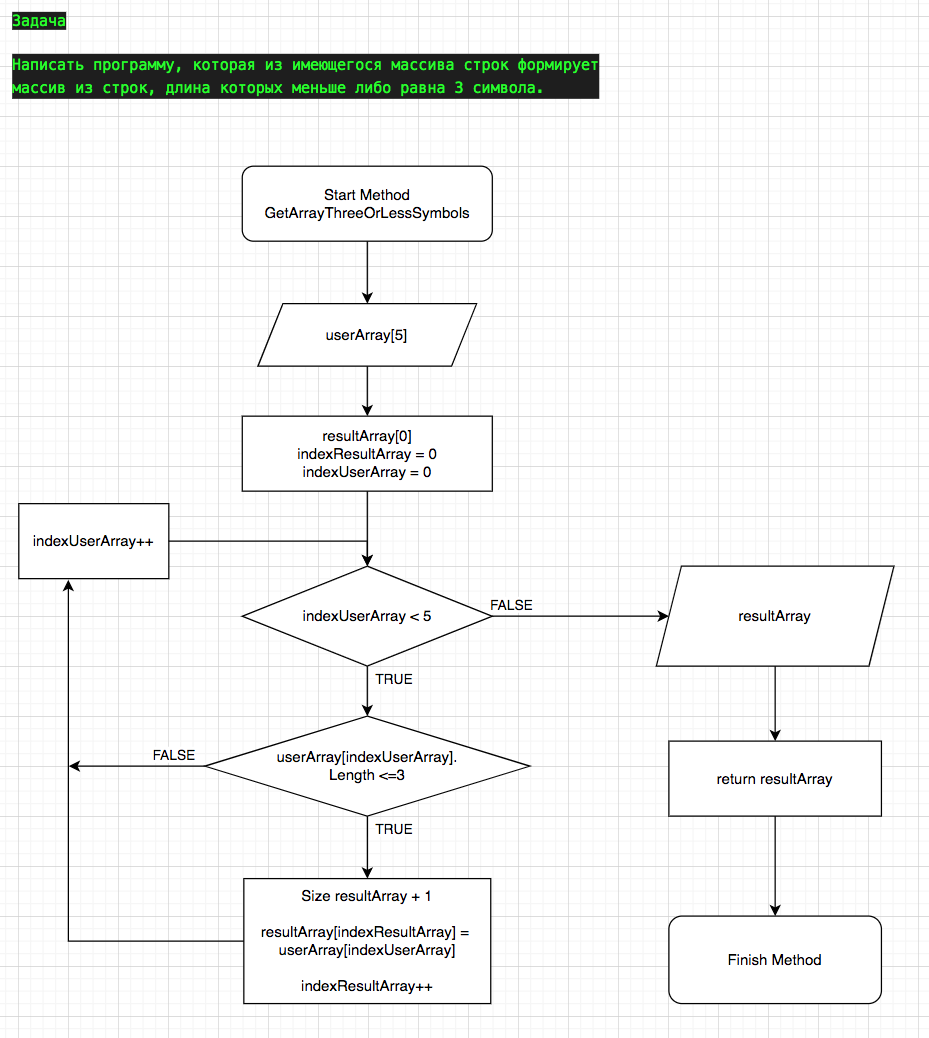 Задача
Написать программу, которая из имеющегося массива строк формирует
массив из строк, длина которых меньше либо равна 3 символа.
Start Method
GetArrayThreeOrLessSymbols
userArray[5]
resultArray[0]
indexResultArray = 0
indexUserArray = 0
indexUserArray++
indexUserArray < 5
FALSE
resultArray
TRUE
userArray[indexUserArray].
Length <=3
FALSE
return resultArray
TRUE
Size resultArray + 1
resultArray[indexResultArray] =
userArray[indexUserArray]
indexResultArray++
Finish Method